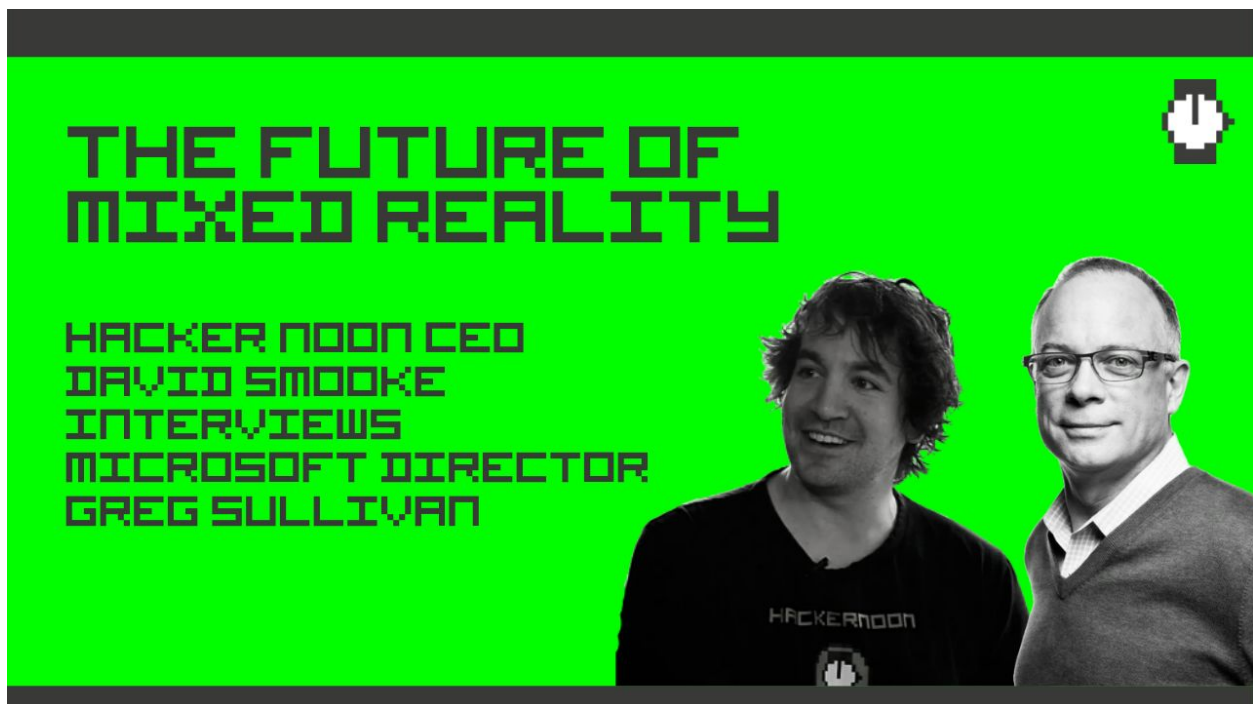 THE FUTURE OF
MIXED REALITY
HACKER NOON CEO
DAVID SMOOKE
INTERVIEWS
MICROSOFT DIRECTOR
GREG SULLIVAN
HACKERNOON